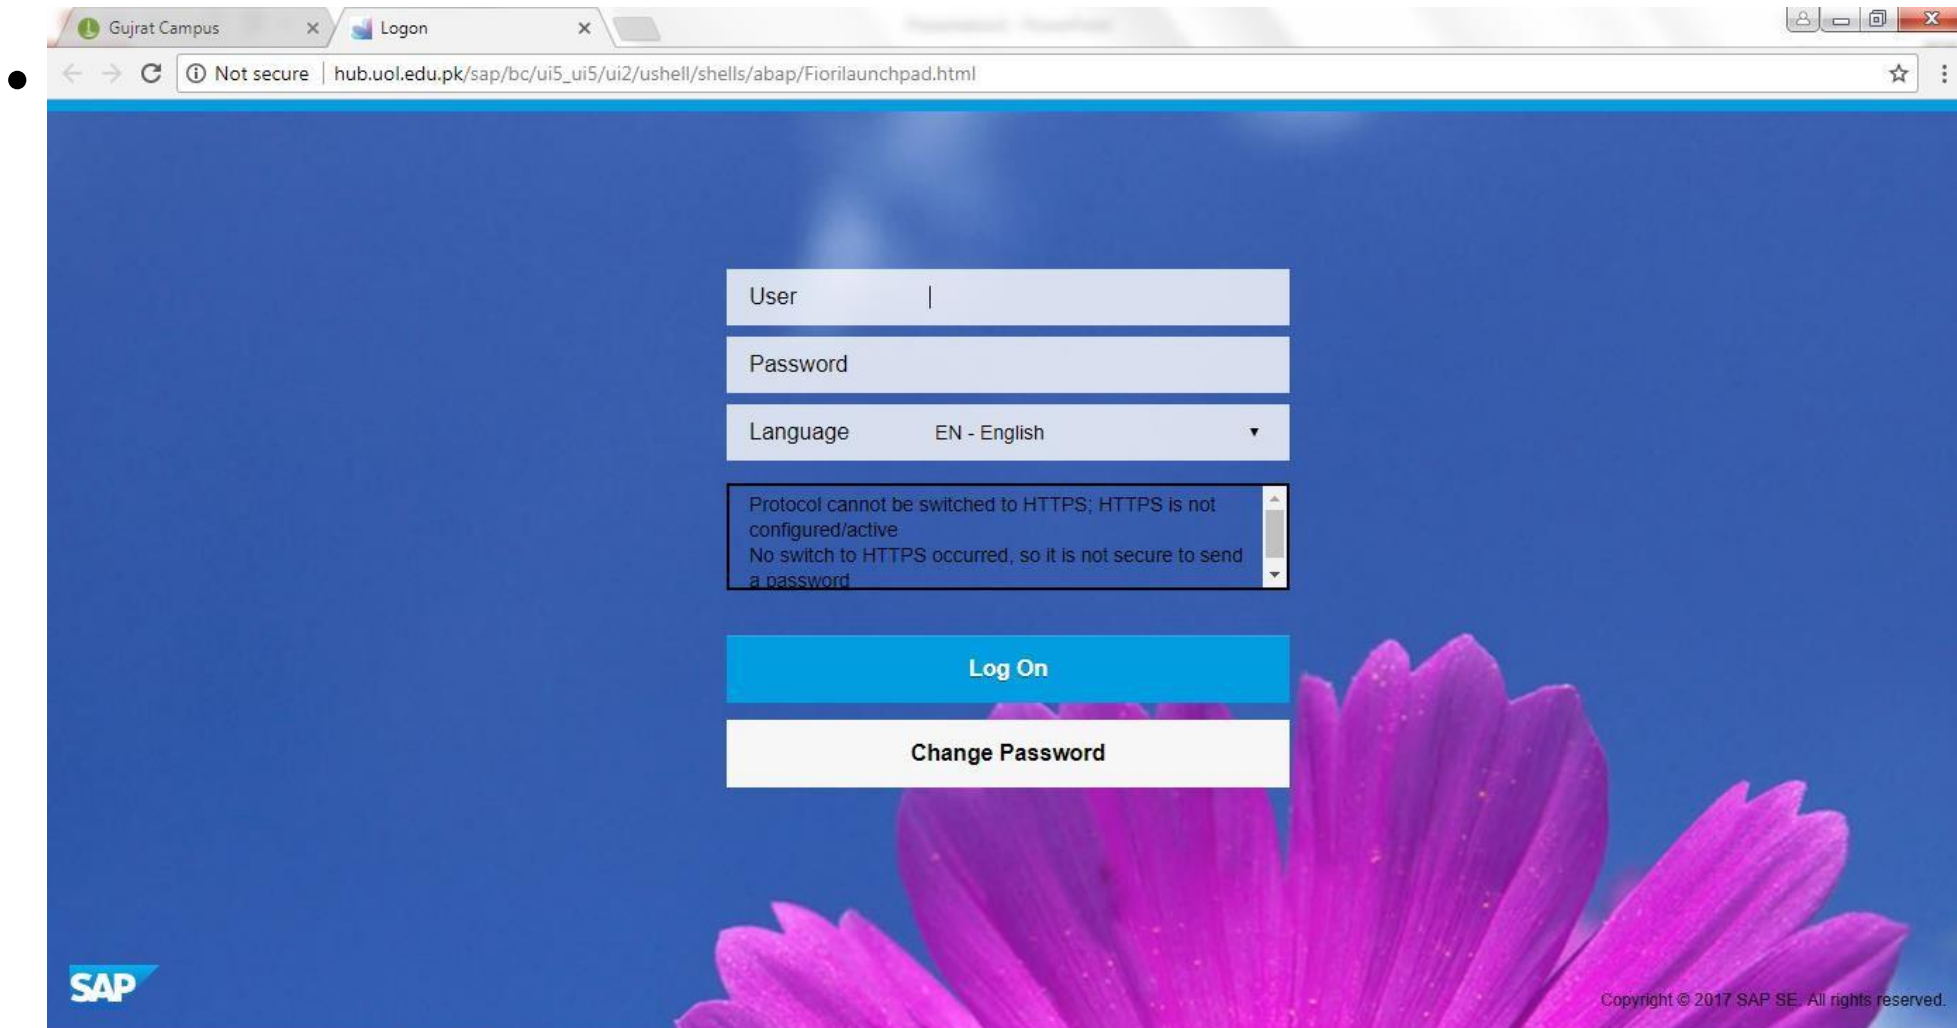 Gujrat Campus
Logon
Not secure | hub.uol.edu.pk/sap/bc/ui5_ui5/ui2/ushell/shells/abap/Fiorilaunchpad.html
User
Password
Language EN - English
Protocol cannot be switched to HTTPS; HTTPS is not
configured/active
No switch to HTTPS occurred, so it is not secure to send
a password
Log On
Change Password
SAP
Copyright © 2017 SAP SE. All rights reserved.